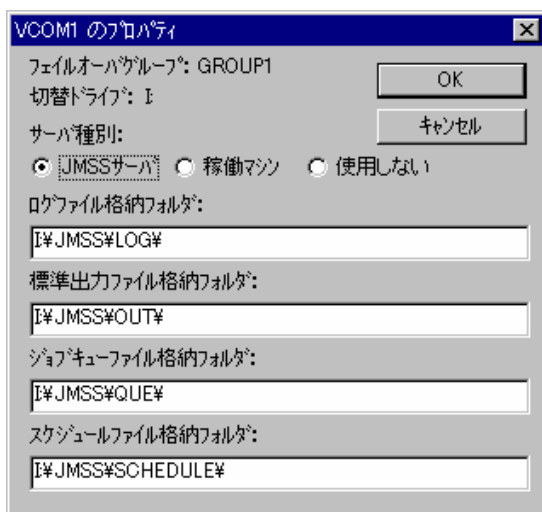 VCOM1 のﾌﾟﾛﾊﾟﾃｨ
ﾌｪｲﾙｵｰﾊﾞｸﾞﾙｰﾌﾟ: GROUP1
OK
切替ﾄﾞﾗｲﾌﾞ: I:
ｷｬﾝｾﾙ
ｻｰﾊﾞ種別:
JMSSｻｰﾊﾞ 稼働ﾏｼﾝ 使用しない
ﾛｸﾞﾌｧｲﾙ格納ﾌｫﾙﾀﾞ:
I:¥JMSS¥LOG¥
標準出力ﾌｧｲﾙ格納ﾌｫﾙﾀﾞ:
I:¥JMSS¥OUT¥
ｼﾞｮﾌﾞｷｭｰﾌｧｲﾙ格納ﾌｫﾙﾀﾞ:
I:¥JMSS¥QUE¥
ｽｹｼﾞｭｰﾙﾌｧｲﾙ格納ﾌｫﾙﾀﾞ:
I:¥JMSS¥SCHEDULE¥